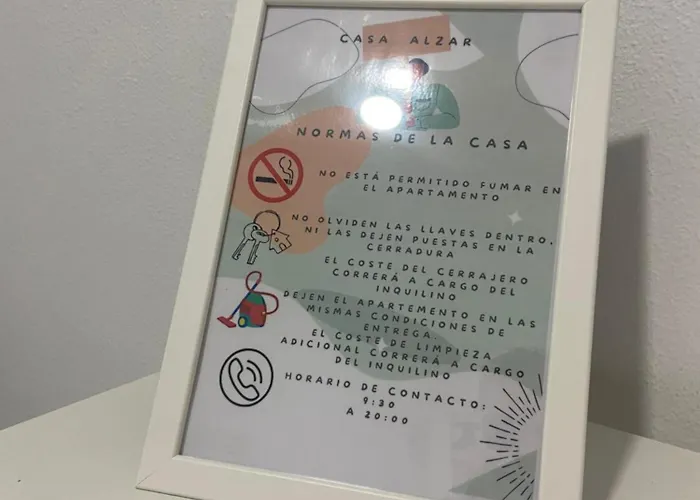 CASA ALZAR
NORMAS DE LA CASA
NO ESTÁ PERMITIDO FUMAR EN
EL APARTAMENTO
NO OLVIDEN LAS LLAVES DENTRO,
NI LAS DEJEN PUESTAS EN LA
CERRADURA
EL COSTE DEL CERRAJERO
CORRERÁ A CARGO DEL
INQUILINO
DEJEN EL APARTEMENTO EN LAS
MISMAS CONDICIONES DE
ENTREGA
EL COSTE DE LIMPIEZA
ADICIONAL CORRERÁ A CARGO
DEL INQUILINO
HORARIO DE CONTACTO:
9:30
A 20:00